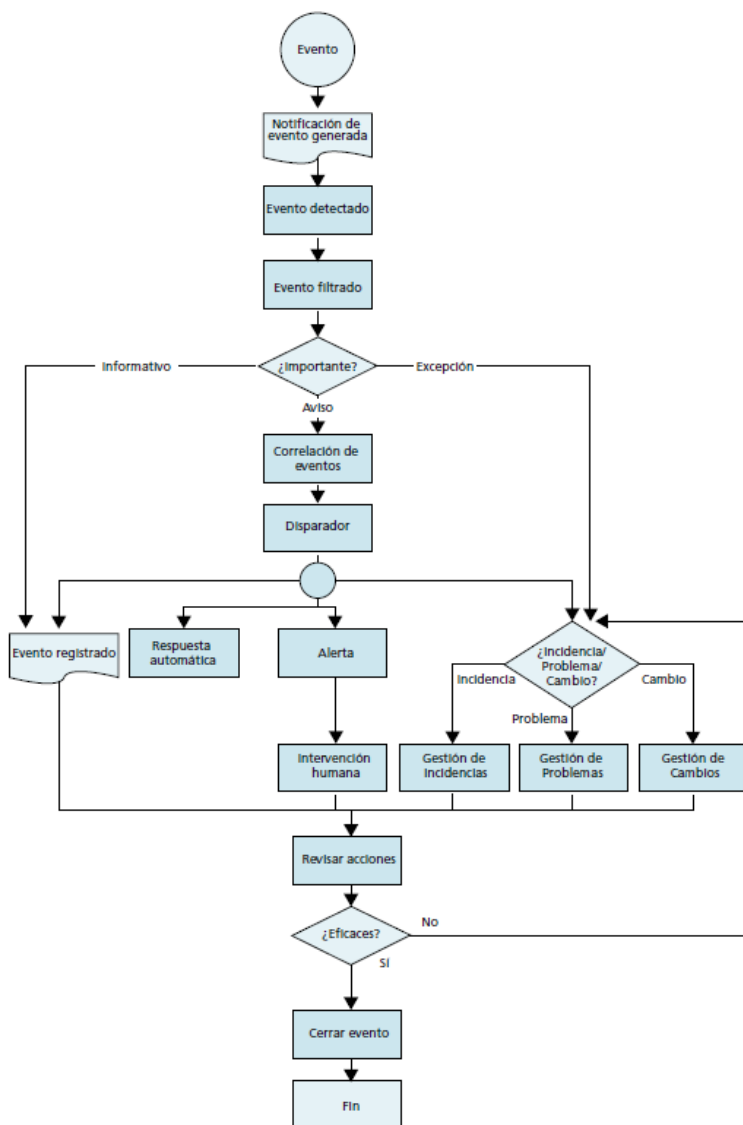 Evento
Notificación de
evento generada
Evento detectado
Evento filtrado
¿Importante?
Informativo
Excepción
Aviso
Correlación de
eventos
Disparador
Evento registrado
Respuesta
automática
Alerta
¿Incidencia/
Problema/
Cambio?
Incidencia
Cambio
Problema
Intervención
humana
Gestión de
Incidencias
Gestión de
Problemas
Gestión de
Cambios
Revisar acciones
¿Eficaces?
No
Sí
Cerrar evento
Fin